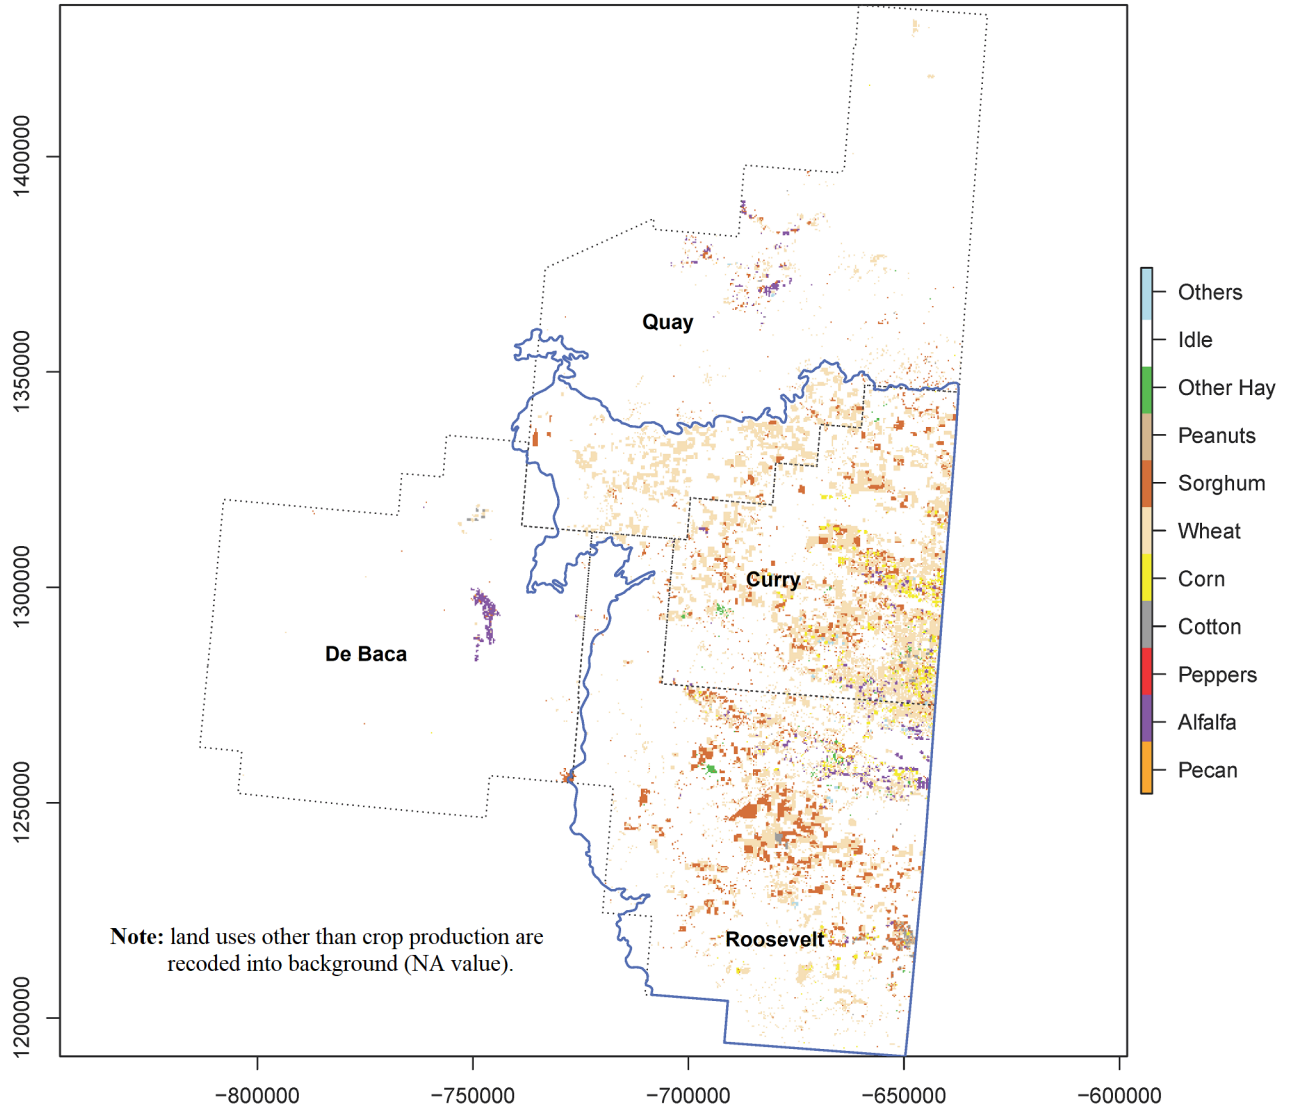 1400000
1350000
1300000
1250000
1200000
Quay
Curry
De Baca
Roosevelt
Note: land uses other than crop production are
recoded into background (NA value).
−800000
−750000
−700000
−650000
−600000
Others
Idle
Other Hay
Peanuts
Sorghum
Wheat
Corn
Cotton
Peppers
Alfalfa
Pecan